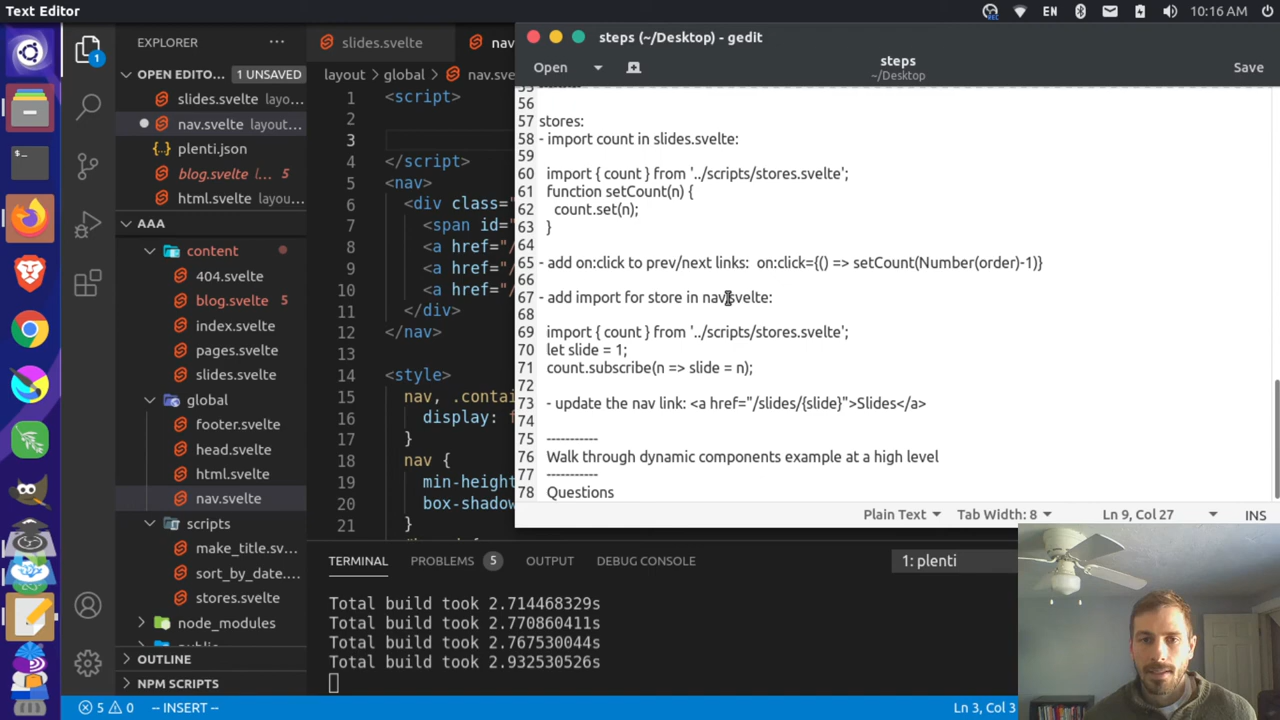 Text Editor
EN
10:16 AM
EXPLORER
OPEN EDITO... 1 UNSAVED
slides.svelte layo...
nav.svelte layout...
plenti.json
blog.svelte l... 5
html.svelte layou...
AAA
content
404.svelte
blog.svelte 5
index.svelte
pages.svelte
slides.svelte
global
footer.svelte
head.svelte
html.svelte
nav.svelte
scripts
make_title.sv...
sort_by_date....
stores.svelte
node_modules
OUTLINE
NPM SCRIPTS
slides.svelte
layout > global > nav.sve
1 <script>
2
3
4 </script>
5 <nav>
6 <div class="
7 <span id=
8 <a href="/
9 <a href="/
10 <a href="/
11 </div>
12 </nav>
13
14 <style>
15 nav, .contai
16 display: f
17 }
18 nav {
19 min-height
20 box-shadow
21 }
steps (~/Desktop) - gedit
Open
steps
~/Desktop
Save
55
56
57 stores:
58 - import count in slides.svelte:
59
60 import { count } from '../scripts/stores.svelte';
61 function setCount(n) {
62 count.set(n);
63 }
64
65 - add on:click to prev/next links: on:click={() => setCount(Number(order)-1)}
66
67 - add import for store in nav.svelte:
68
69 import { count } from '../scripts/stores.svelte';
70 let slide = 1;
71 count.subscribe(n => slide = n);
72
73 - update the nav link: <a href="/slides/{slide}">Slides</a>
74
75 -----------
76 Walk through dynamic components example at a high level
77 -----------
78 Questions
Plain Text
Tab Width: 8
Ln 9, Col 27
INS
TERMINAL
PROBLEMS 5
OUTPUT
DEBUG CONSOLE
1: plenti
Total build took 2.714468329s
Total build took 2.770860411s
Total build took 2.767530044s
Total build took 2.932530526s
5 0
-- INSERT --
Ln 3, Col 3